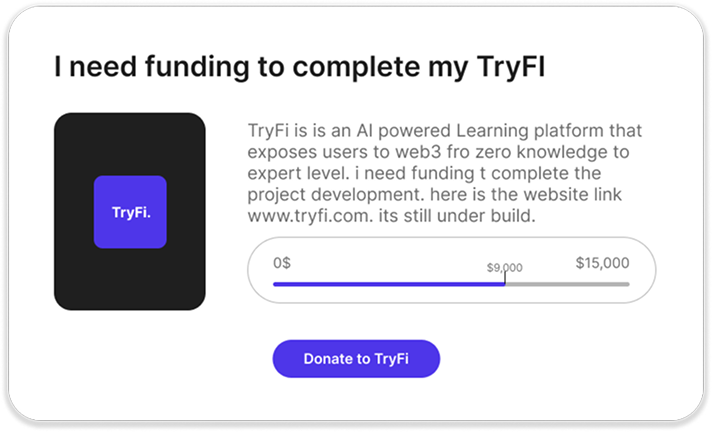 I need funding to complete my TryFI
TryFi.
TryFi is is an AI powered Learning platform that
exposes users to web3 fro zero knowledge to
expert level. i need funding t complete the
project development. here is the website link
www.tryfi.com. its still under build.
0$
$9,000
$15,000
Donate to TryFi